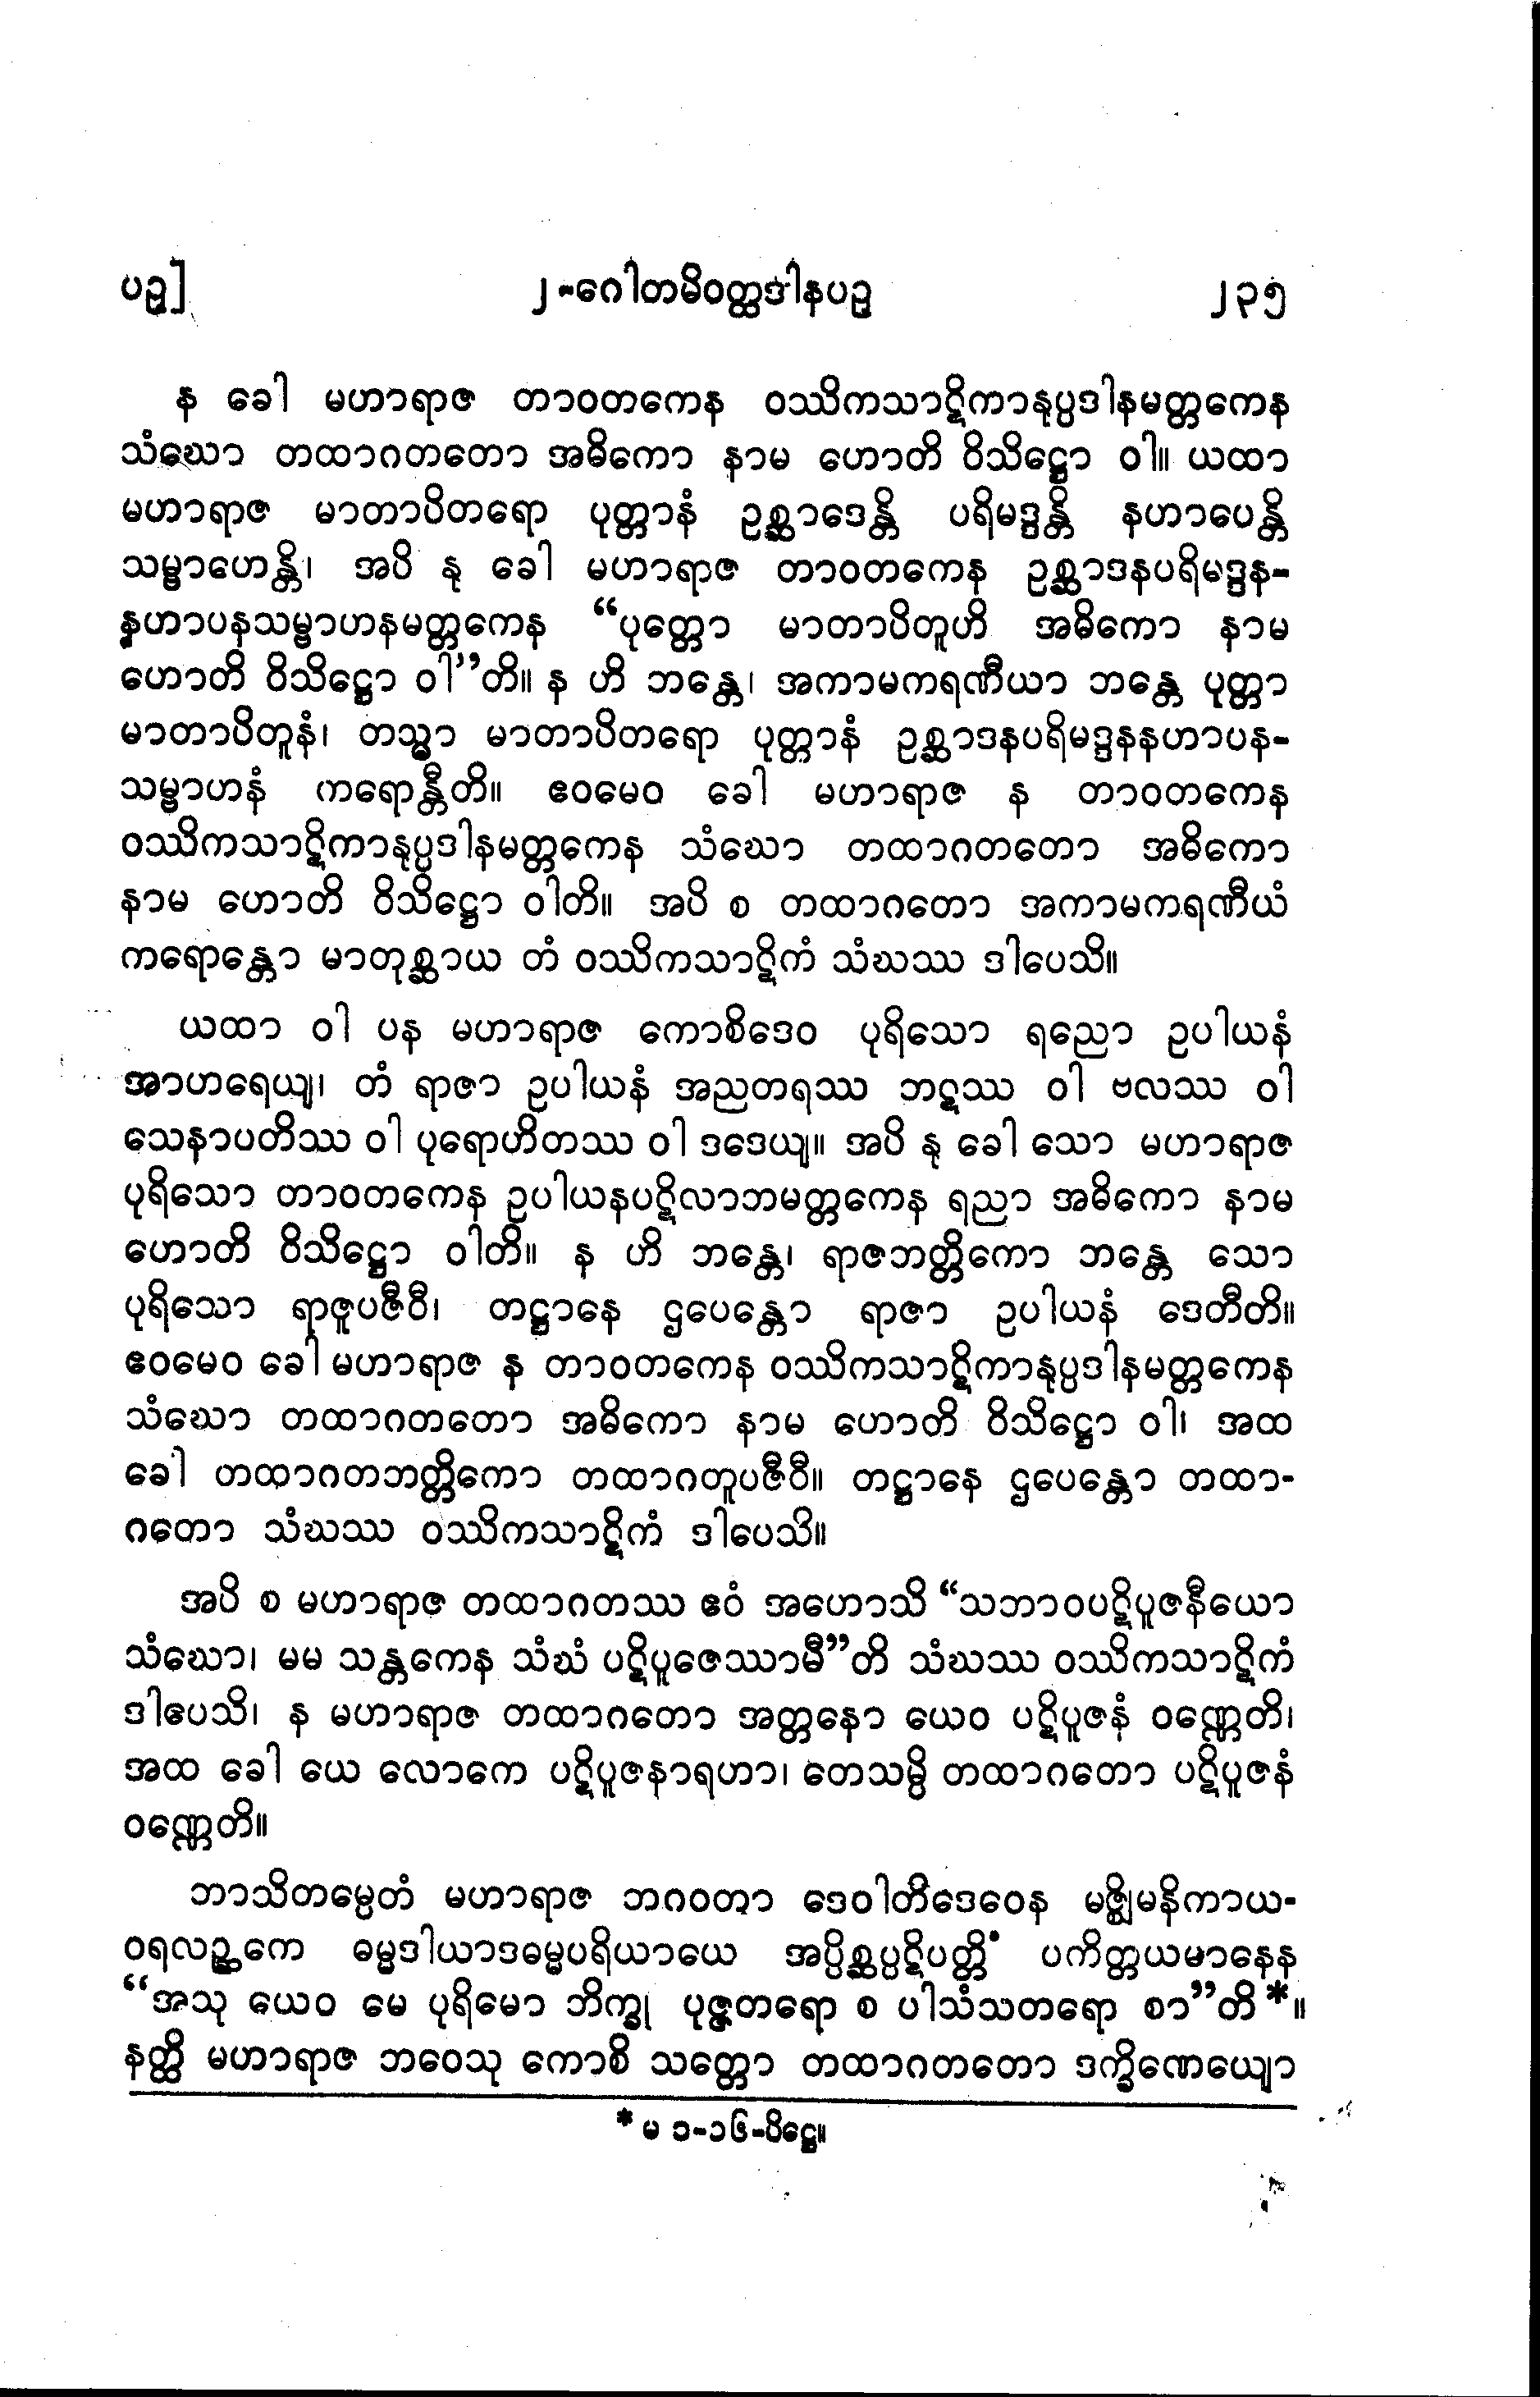 ပဥှ]
၂-ဂေါတမိဝတ္ထဒါနပဥှ
၂၃၅
န ခေါ မဟာရာဇ တာဝတကေန ဝဿိကသာဋိကာနုပ္ပဒါနမတ္တကေန
သံဃော တထာဂတတော အဓိကော နာမ ဟောတိ ဝိသိဋ္ဌော ဝါ။ ယထာ
မဟာရာဇ မာတာပိတရော ပုတ္တာနံ ဥစ္ဆာဒေန္တိ ပရိမဒ္ဒန္တိ နဟာပေန္တိ
သမ္ဗာဟေန္တိ၊ အပိ နု ခေါ မဟာရာဇ တာဝတကေန ဥစ္ဆာဒနပရိမဒ္ဒန-
နှဟာပနသမ္ဗာဟနမတ္တကေန “ပုတ္တော မာတာပိတူဟိ အဓိကော နာမ
ဟောတိ ဝိသိဋ္ဌော ဝါ”တိ။ န ဟိ ဘန္တေ၊ အကာမကရဏီယာ ဘန္တေ ပုတ္တာ
မာတာပိတူနံ၊ တသ္မာ မာတာပိတရော ပုတ္တာနံ ဥစ္ဆာဒနပရိမဒ္ဒနနဟာပန-
သမ္ဗာဟနံ ကရောန္တီတိ။ ဧဝမေဝ ခေါ မဟာရာဇ န တာဝတကေန
ဝဿိကသာဋိကာနုပ္ပဒါနမတ္တကေန သံဃော တထာဂတတော အဓိကော
နာမ ဟောတိ ဝိသိဋ္ဌော ဝါတိ။ အပိ စ တထာဂတော အကာမကရဏီယံ
ကရောန္တော မာတုစ္ဆာယ တံ ဝဿိကသာဋိကံ သံဃဿ ဒါပေသိ။
ယထာ ဝါ ပန မဟာရာဇ ကောစိဒေဝ ပုရိသော ရညော ဥပါယနံ
အာဟရေယျ၊ တံ ရာဇာ ဥပါယနံ အညတရဿ ဘဋဿ ဝါ ဗလဿ ဝါ
သေနာပတိဿ ဝါ ပုရောဟိတဿ ဝါ ဒဒေယျ။ အပိ နု ခေါ သော မဟာရာဇ
ပုရိသော တာဝတကေန ဥပါယနပဋိလာဘမတ္တကေန ရညာ အဓိကော နာမ
ဟောတိ ဝိသိဋ္ဌော ဝါတိ။ န ဟိ ဘန္တေ၊ ရာဇဘတ္တိကော ဘန္တေ သော
ပုရိသော ရာဇူပဇီဝီ၊ တဋ္ဌာနေ ဌပေန္တော ရာဇာ ဥပါယနံ ဒေတီတိ။
ဧဝမေဝ ခေါ မဟာရာဇ န တာဝတကေန ဝဿိကသာဋိကာနုပ္ပဒါနမတ္တကေန
သံဃော တထာဂတတော အဓိကော နာမ ဟောတိ ဝိသိဋ္ဌော ဝါ၊ အထ
ခေါ တထာဂတဘတ္တိကော တထာဂတူပဇီဝီ။ တဋ္ဌာနေ ဌပေန္တော တထာ-
ဂတော သံဃဿ ဝဿိကသာဋိကံ ဒါပေသိ။
အပိ စ မဟာရာဇ တထာဂတဿ ဧဝံ အဟောသိ “သဘာဝပဋိပူဇနီယော
သံဃော၊ မမ သန္တကေန သံဃံ ပဋိပူဇေဿာမီ”တိ သံဃဿ ဝဿိကသာဋိကံ
ဒါပေသိ၊ န မဟာရာဇ တထာဂတော အတ္တနော ယေဝ ပဋိပူဇနံ ဝဏ္ဏေတိ၊
အထ ခေါ ယေ လောကေ ပဋိပူဇနာရဟာ၊ တေသမ္ပိ တထာဂတော ပဋိပူဇနံ
ဝဏ္ဏေတိ။
ဘာသိတမ္ပေတံ မဟာရာဇ ဘဂဝတာ ဒေဝါတိဒေဝေန မဇ္ဈိမနိကာယ-
ဝရလဉ္ဆကေ ဓမ္မဒါယာဒဓမ္မပရိယာယေ အပ္ပိစ္ဆပ္ပဋိပတ္တိံ ပကိတ္တယမာနေန
“အသု ယေဝ မေ ပုရိမော ဘိက္ခု ပုဇ္ဇတရော စ ပါသံသတရော စာ”တိ*။
နတ္ထိ မဟာရာဇ ဘဝေသု ကောစိ သတ္တော တထာဂတတော ဒက္ခိဏေယျော
* မ ၁-၁၆-ပိဋ္ဌေ။